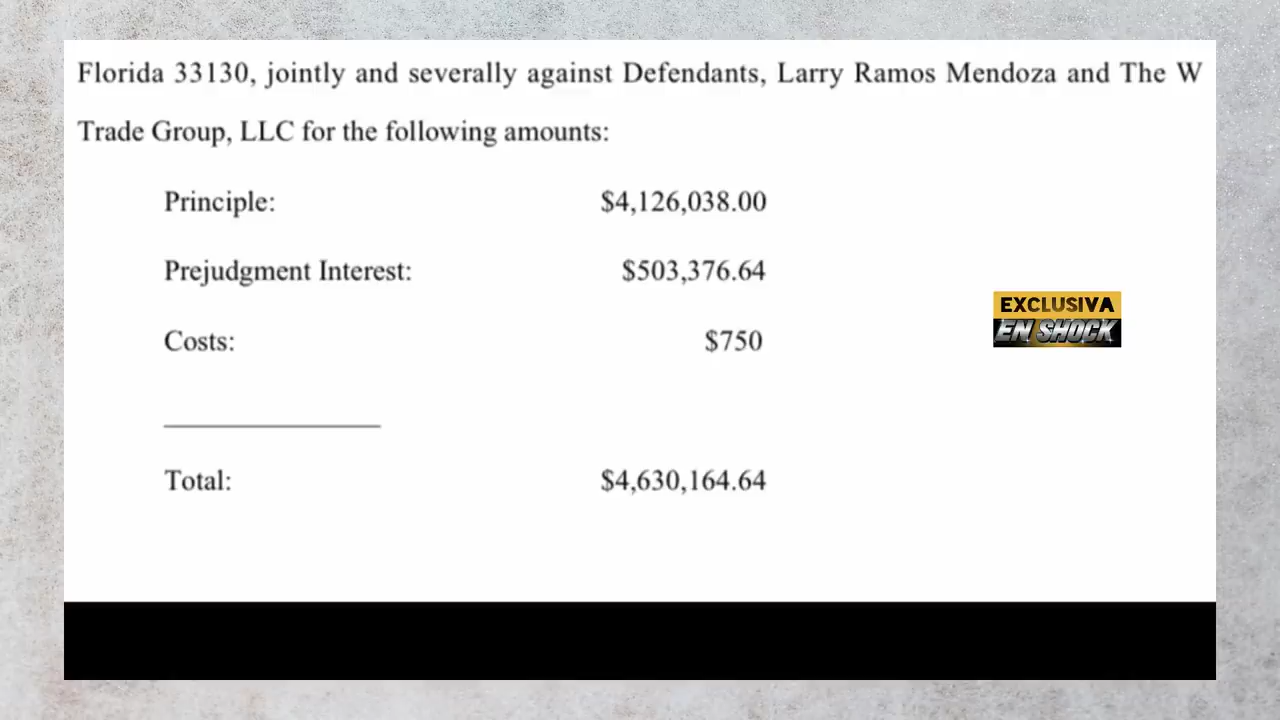 Florida 33130, jointly and severally against Defendants, Larry Ramos Mendoza and The W
Trade Group, LLC for the following amounts:
Principle: $4,126,038.00
Prejudgment Interest: $503,376.64
Costs: $750
EXCLUSIVA
EN SHOCK
Total: $4,630,164.64